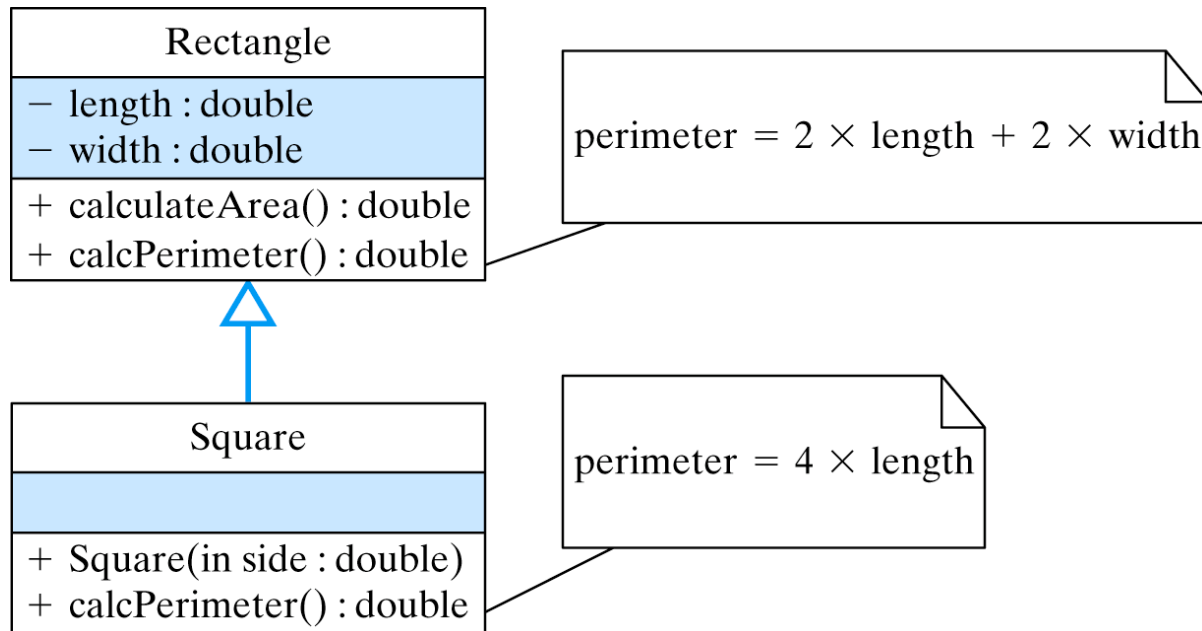 Rectangle
− length : double
− width : double
+ calculateArea() : double
+ calcPerimeter() : double
perimeter = 2 × length + 2 × width
Square
+ Square(in side : double)
+ calcPerimeter() : double
perimeter = 4 × length